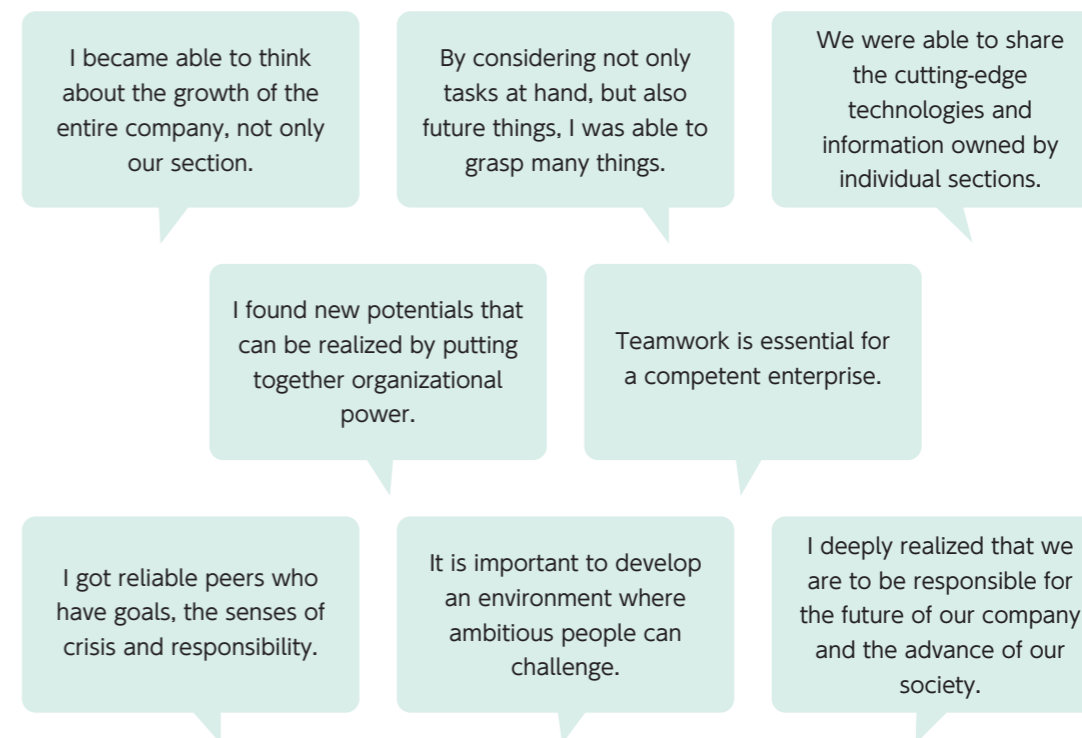 I became able to think
about the growth of the
entire company, not only
our section.
By considering not only
tasks at hand, but also
future things, I was able to
grasp many things.
We were able to share
the cutting-edge
technologies and
information owned by
individual sections.
I found new potentials that
can be realized by putting
together organizational
power.
Teamwork is essential for
a competent enterprise.
I got reliable peers who
have goals, the senses of
crisis and responsibility.
It is important to develop
an environment where
ambitious people can
challenge.
I deeply realized that we
are to be responsible for
the future of our company
and the advance of our
society.